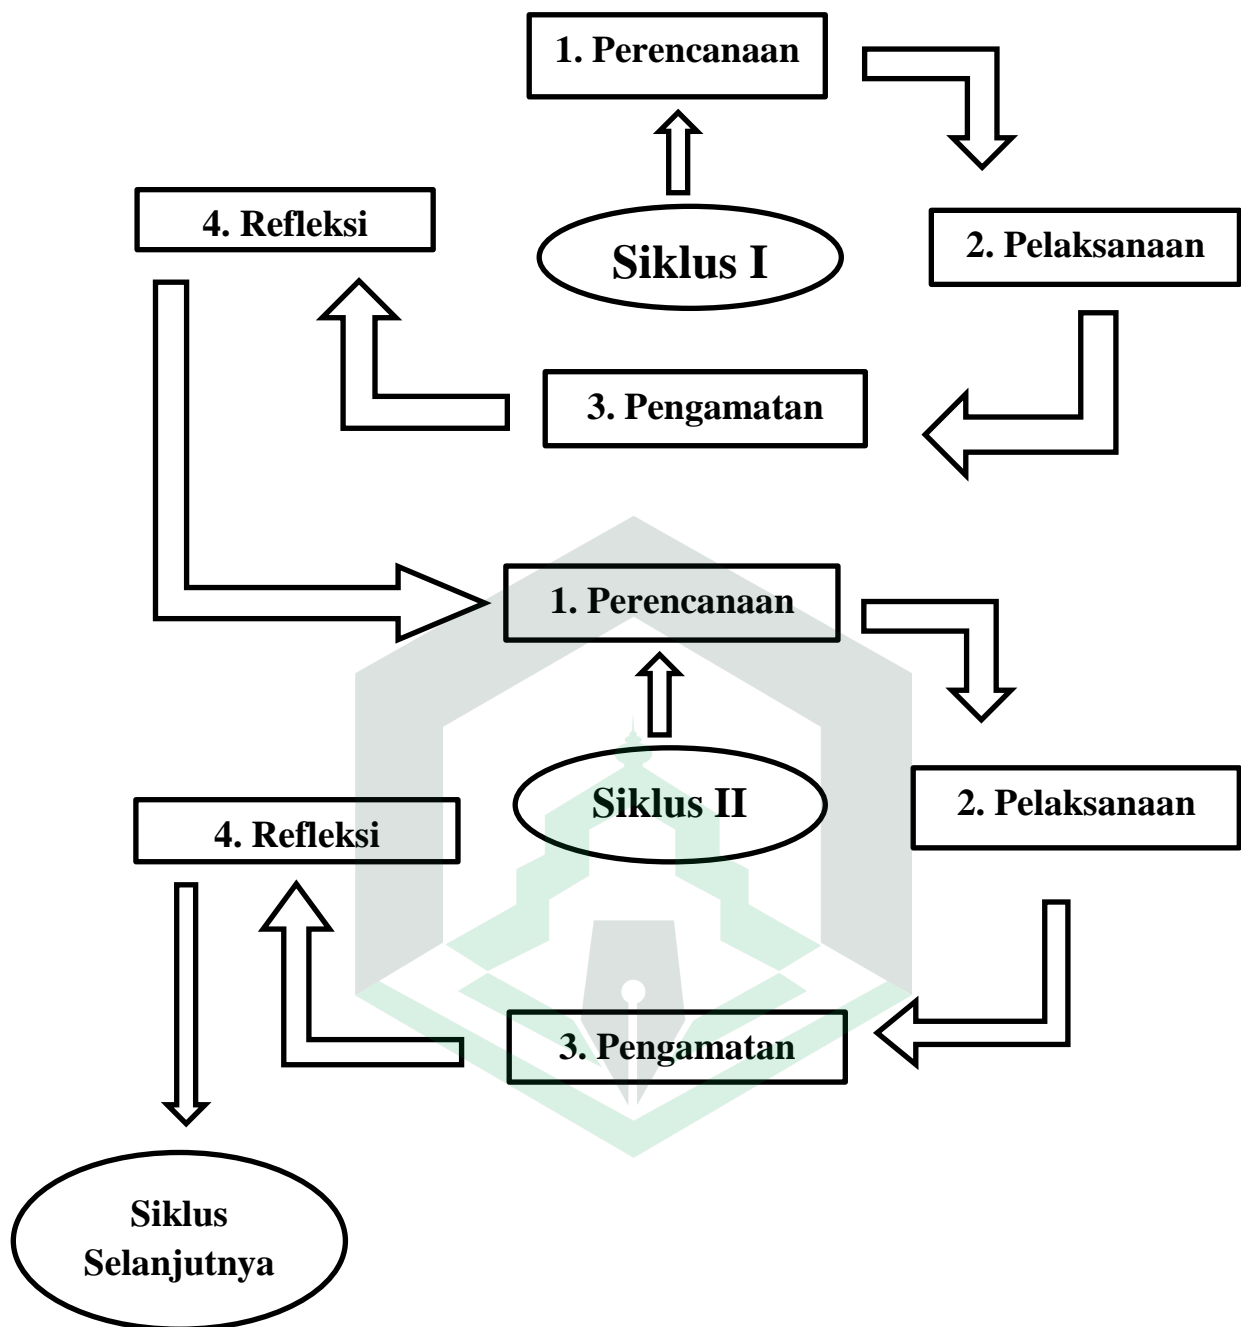 1. Perencanaan
4. Refleksi
Siklus I
2. Pelaksanaan
3. Pengamatan
1. Perencanaan
Siklus II
2. Pelaksanaan
4. Refleksi
3. Pengamatan
Siklus
Selanjutnya